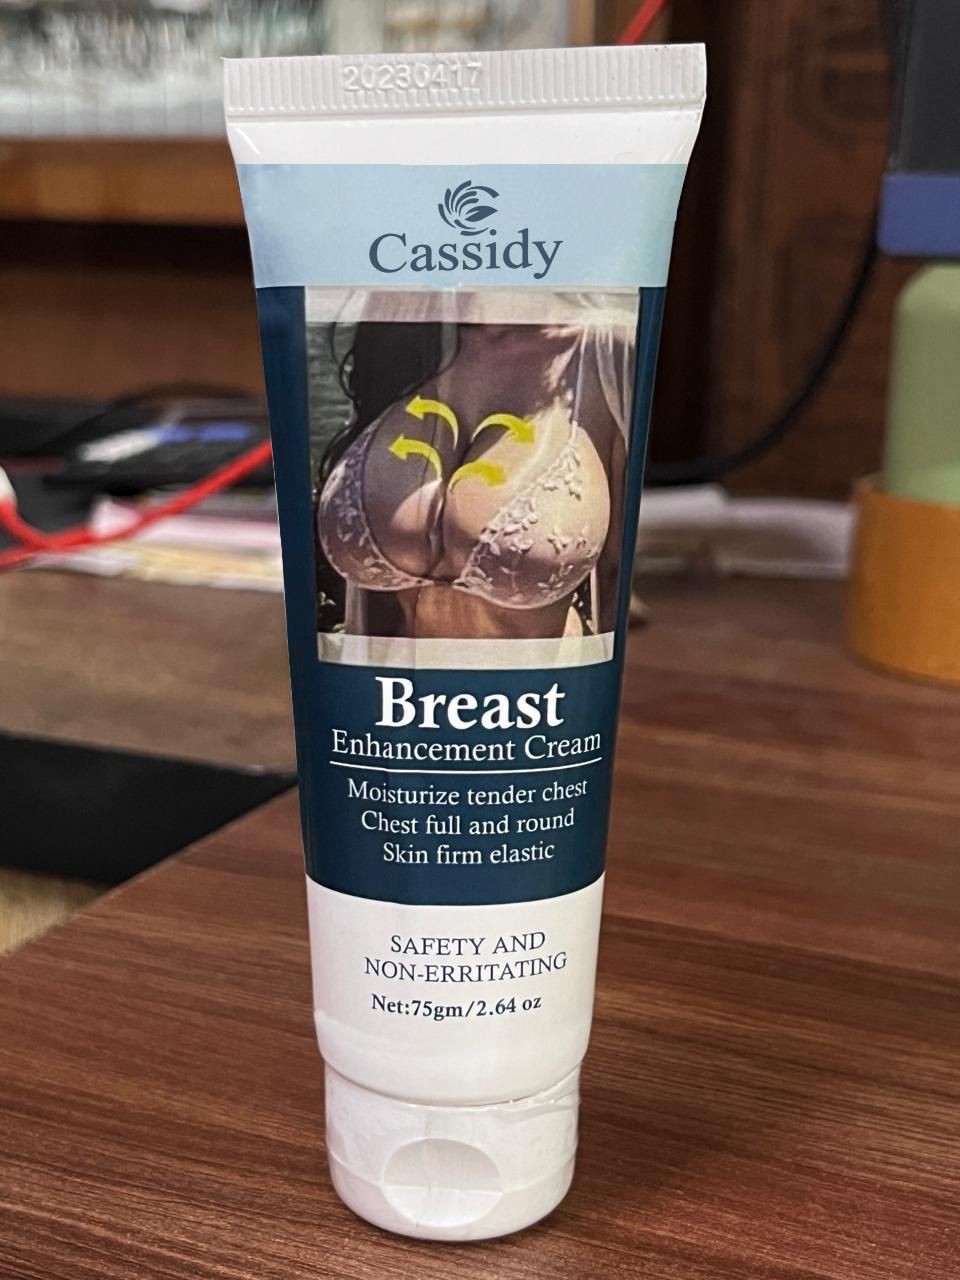 20230417
Cassidy
Breast
Enhancement Cream
Moisturize tender chest
Chest full and round
Skin firm elastic
SAFETY AND
NON-ERRITATING
Net:75gm/2.64 oz